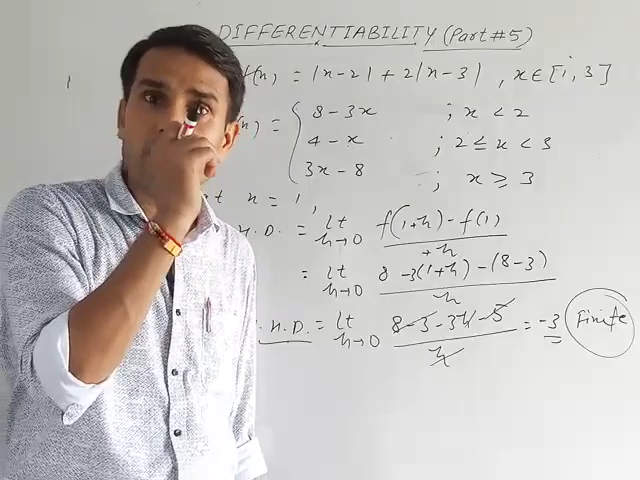 DIFFERENTIABILITY (Part #5)
f(x) = |x-2| + 2|x-3| , x ∈ [1, 3]
) = { 8 - 3x ; x < 2
4 - x ; 2 ≤ x < 3
3x - 8 ; x ≥ 3
t x = 1,
H.D. = lt h→0 f(1+h) - f(1) / +h
= lt h→0 8 - 3(1+h) - (8-3) / h
.H.D. = lt h→0 8 - 3 - 3h - 5 / h = -3 Finite